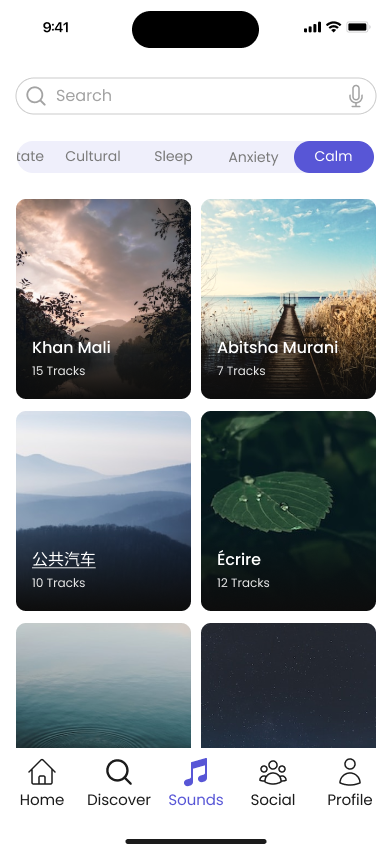 9:41
Search
tate Cultural Sleep Anxiety Calm
Khan Mali
15 Tracks
Abitsha Murani
7 Tracks
公共汽车
10 Tracks
Écrire
12 Tracks
Home Discover Sounds Social Profile